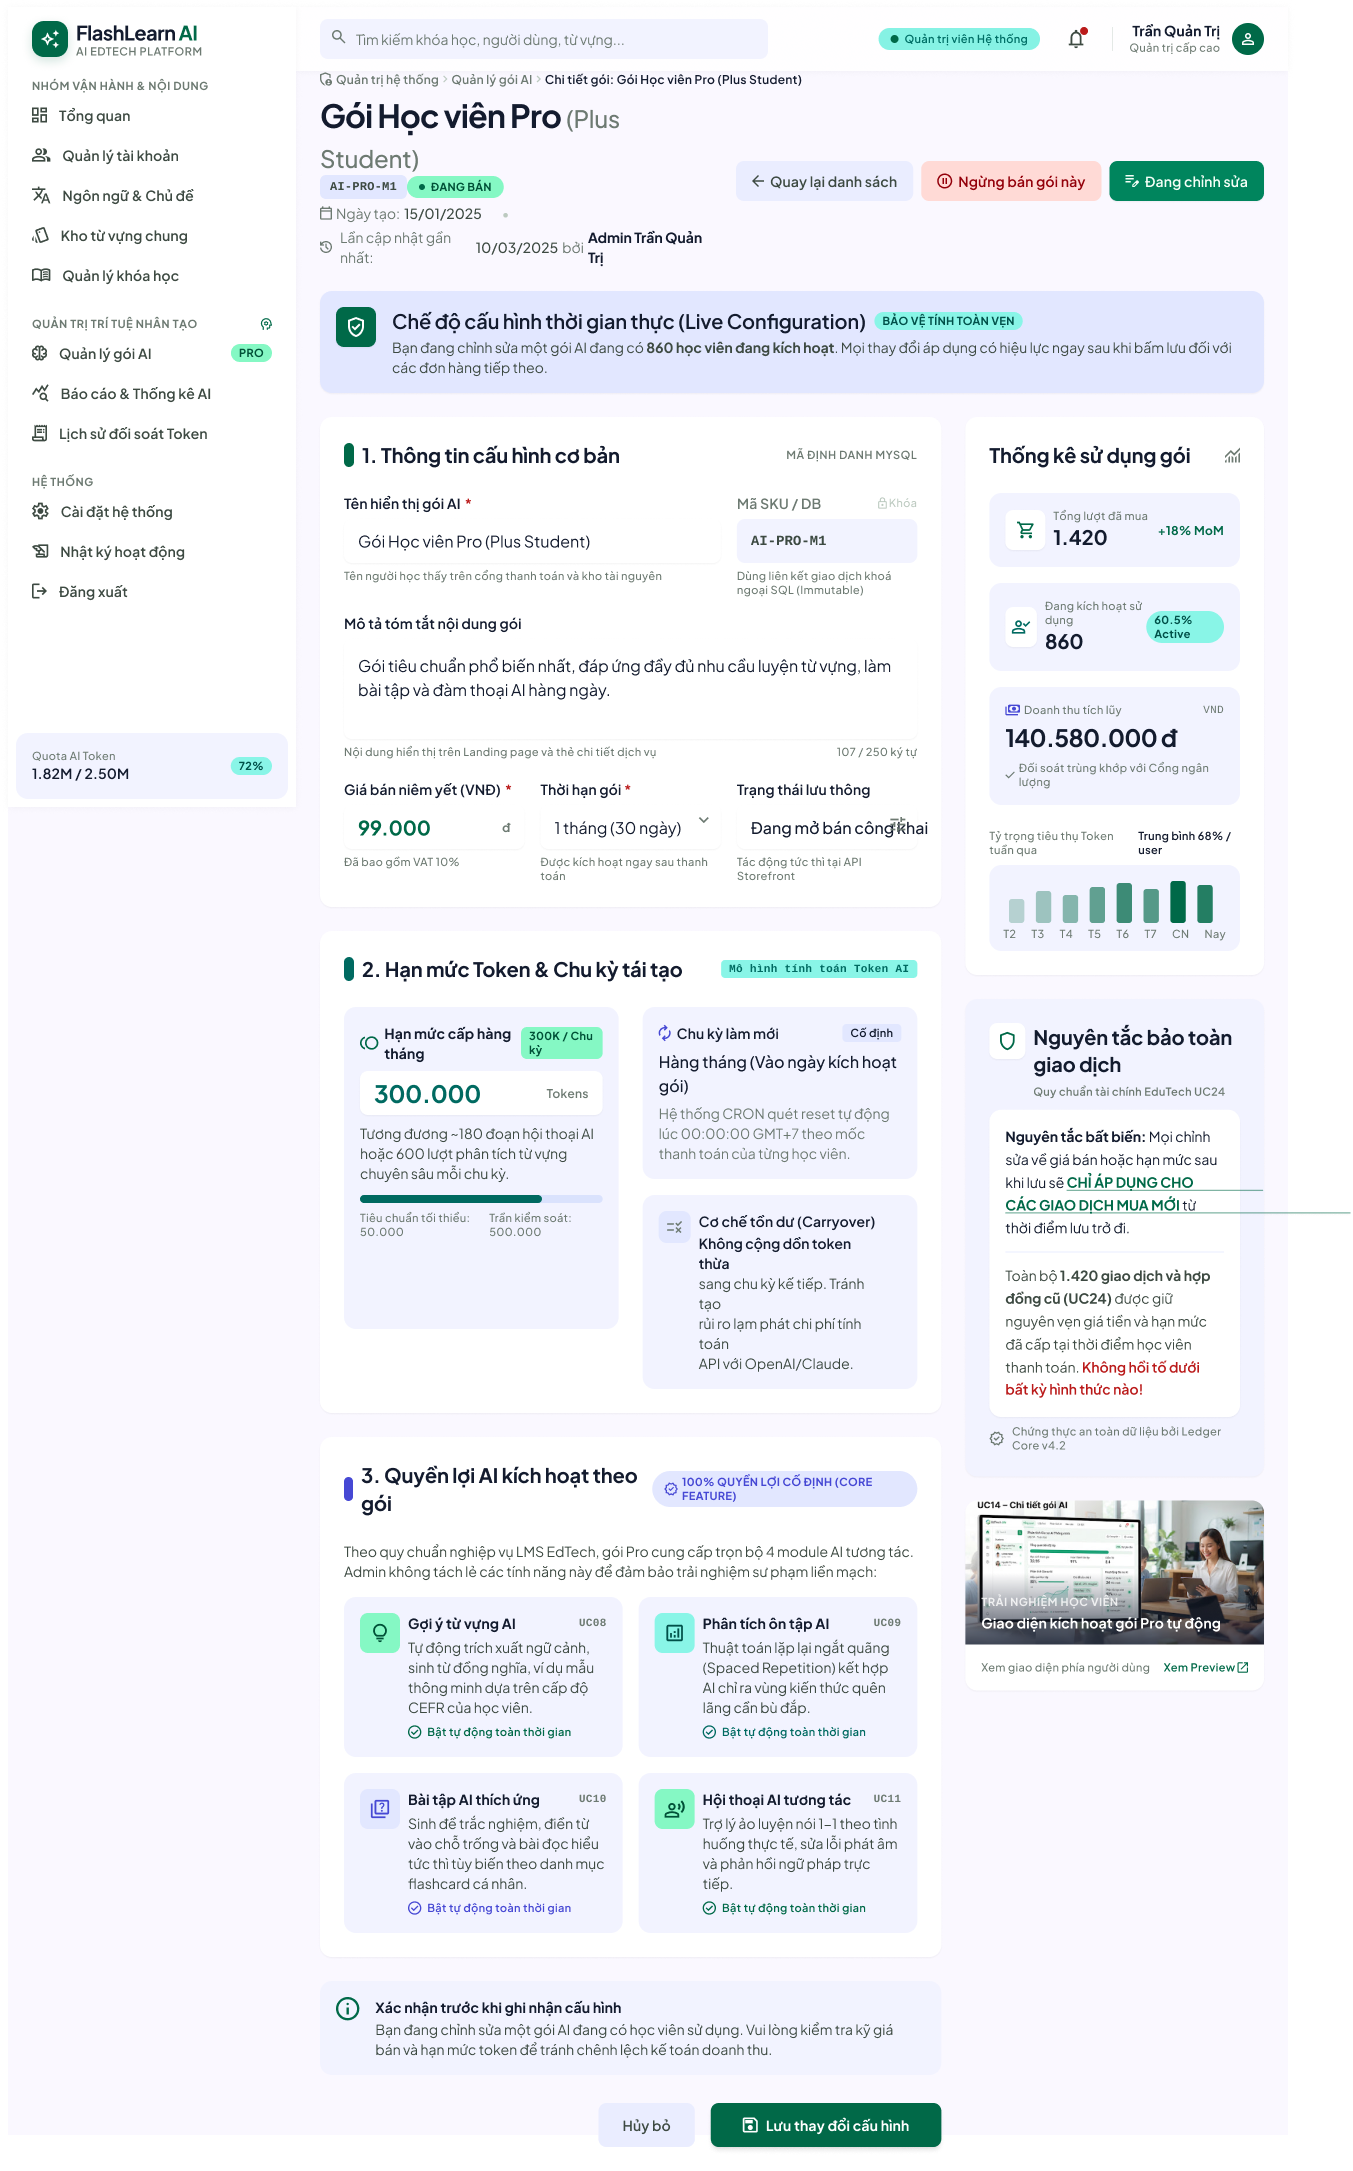 FlashLearn AI
AI EDTECH PLATFORM
NHÓM VẬN HÀNH & NỘI DUNG
Tổng quan
Quản lý tài khoản
Ngôn ngữ & Chủ đề
Kho từ vựng chung
Quản lý khóa học
QUẢN TRỊ TRÍ TUỆ NHÂN TẠO
Quản lý gói AI
PRO
Báo cáo & Thống kê AI
Lịch sử đối soát Token
HỆ THỐNG
Cài đặt hệ thống
Nhật ký hoạt động
Đăng xuất
Quota AI Token
1.82M / 2.50M
72%
Tìm kiếm khóa học, người dùng, từ vựng...
Quản trị viên Hệ thống
Trần Quản Trị
Quản trị cấp cao
Quản trị hệ thống > Quản lý gói AI > Chi tiết gói: Gói Học viên Pro (Plus Student)
Gói Học viên Pro (Plus
Student)
AI-PRO-M1
ĐANG BÁN
Ngày tạo: 15/01/2025 •
Lần cập nhật gần
nhất:
10/03/2025 bởi
Admin Trần Quản
Trị
Quay lại danh sách
Ngừng bán gói này
Đang chỉnh sửa
Chế độ cấu hình thời gian thực (Live Configuration)
BẢO VỆ TÍNH TOÀN VẸN
Bạn đang chỉnh sửa một gói AI đang có 860 học viên đang kích hoạt. Mọi thay đổi áp dụng có hiệu lực ngay sau khi bấm lưu đối với
các đơn hàng tiếp theo.
1. Thông tin cấu hình cơ bản
MÃ ĐỊNH DANH MYSQL
Tên hiển thị gói AI *
Gói Học viên Pro (Plus Student)
Tên người học thấy trên cổng thanh toán và kho tài nguyên
Mã SKU / DB
Khóa
AI-PRO-M1
Dùng liên kết giao dịch khoá
ngoại SQL (Immutable)
Mô tả tóm tắt nội dung gói
Gói tiêu chuẩn phổ biến nhất, đáp ứng đầy đủ nhu cầu luyện từ vựng, làm
bài tập và đàm thoại AI hàng ngày.
Nội dung hiển thị trên Landing page và thẻ chi tiết dịch vụ
107 / 250 ký tự
Giá bán niêm yết (VNĐ) *
99.000
đ
Đã bao gồm VAT 10%
Thời hạn gói *
1 tháng (30 ngày)
Được kích hoạt ngay sau thanh
toán
Trạng thái lưu thông
Đang mở bán công khai
Tác động tức thì tại API
Storefront
2. Hạn mức Token & Chu kỳ tái tạo
Mô hình tính toán Token AI
Hạn mức cấp hàng
tháng
300K / Chu
kỳ
300.000
Tokens
Tương đương ~180 đoạn hội thoại AI
hoặc 600 lượt phân tích từ vựng
chuyên sâu mỗi chu kỳ.
Tiêu chuẩn tối thiểu:
50.000
Trần kiểm soát:
500.000
Chu kỳ làm mới
Cố định
Hàng tháng (Vào ngày kích hoạt
gói)
Hệ thống CRON quét reset tự động
lúc 00:00:00 GMT+7 theo mốc
thanh toán của từng học viên.
Cơ chế tồn dư (Carryover)
Không cộng dồn token
thừa
sang chu kỳ kế tiếp. Tránh
tạo
rủi ro lạm phát chi phí tính
toán
API với OpenAI/Claude.
3. Quyền lợi AI kích hoạt theo
gói
100% QUYỀN LỢI CỐ ĐỊNH (CORE
FEATURE)
Theo quy chuẩn nghiệp vụ LMS EdTech, gói Pro cung cấp trọn bộ 4 module AI tương tác.
Admin không tách lẻ các tính năng này để đảm bảo trải nghiệm sư phạm liền mạch:
Gợi ý từ vựng AI
UC08
Tự động trích xuất ngữ cảnh,
sinh từ đồng nghĩa, ví dụ mẫu
thông minh dựa trên cấp độ
CEFR của học viên.
Bật tự động toàn thời gian
Phân tích ôn tập AI
UC09
Thuật toán lặp lại ngắt quãng
(Spaced Repetition) kết hợp
AI chỉ ra vùng kiến thức quên
lãng cần bù đắp.
Bật tự động toàn thời gian
Bài tập AI thích ứng
UC10
Sinh đề trắc nghiệm, điền từ
vào chỗ trống và bài đọc hiểu
tức thì tùy biến theo danh mục
flashcard cá nhân.
Bật tự động toàn thời gian
Hội thoại AI tương tác
UC11
Trợ lý ảo luyện nói 1-1 theo tình
huống thực tế, sửa lỗi phát âm
và phản hồi ngữ pháp trực
tiếp.
Bật tự động toàn thời gian
Xác nhận trước khi ghi nhận cấu hình
Bạn đang chỉnh sửa một gói AI đang có học viên sử dụng. Vui lòng kiểm tra kỹ giá
bán và hạn mức token để tránh chênh lệch kế toán doanh thu.
Hủy bỏ
Lưu thay đổi cấu hình
Thống kê sử dụng gói
Tổng lượt đã mua
1.420
+18% MoM
Đang kích hoạt sử
dụng
860
60.5%
Active
Doanh thu tích lũy
VND
140.580.000 đ
Đối soát trùng khớp với Cổng ngân
lượng
Tỷ trọng tiêu thụ Token
tuần qua
Trung bình 68% /
user
T2 T3 T4 T5 T6 T7 CN Nay
Nguyên tắc bảo toàn
giao dịch
Quy chuẩn tài chính EduTech UC24
Nguyên tắc bất biến: Mọi chỉnh
sửa về giá bán hoặc hạn mức sau
khi lưu sẽ CHỈ ÁP DỤNG CHO
CÁC GIAO DỊCH MUA MỚI từ
thời điểm lưu trở đi.
Toàn bộ 1.420 giao dịch và hợp
đồng cũ (UC24) được giữ
nguyên vẹn giá tiền và hạn mức
đã cấp tại thời điểm học viên
thanh toán. Không hồi tố dưới
bất kỳ hình thức nào!
Chứng thực an toàn dữ liệu bởi Ledger
Core v4.2
UC14 – Chi tiết gói AI
TRẢI NGHIỆM HỌC VIÊN
Giao diện kích hoạt gói Pro tự động
Xem giao diện phía người dùng
Xem Preview